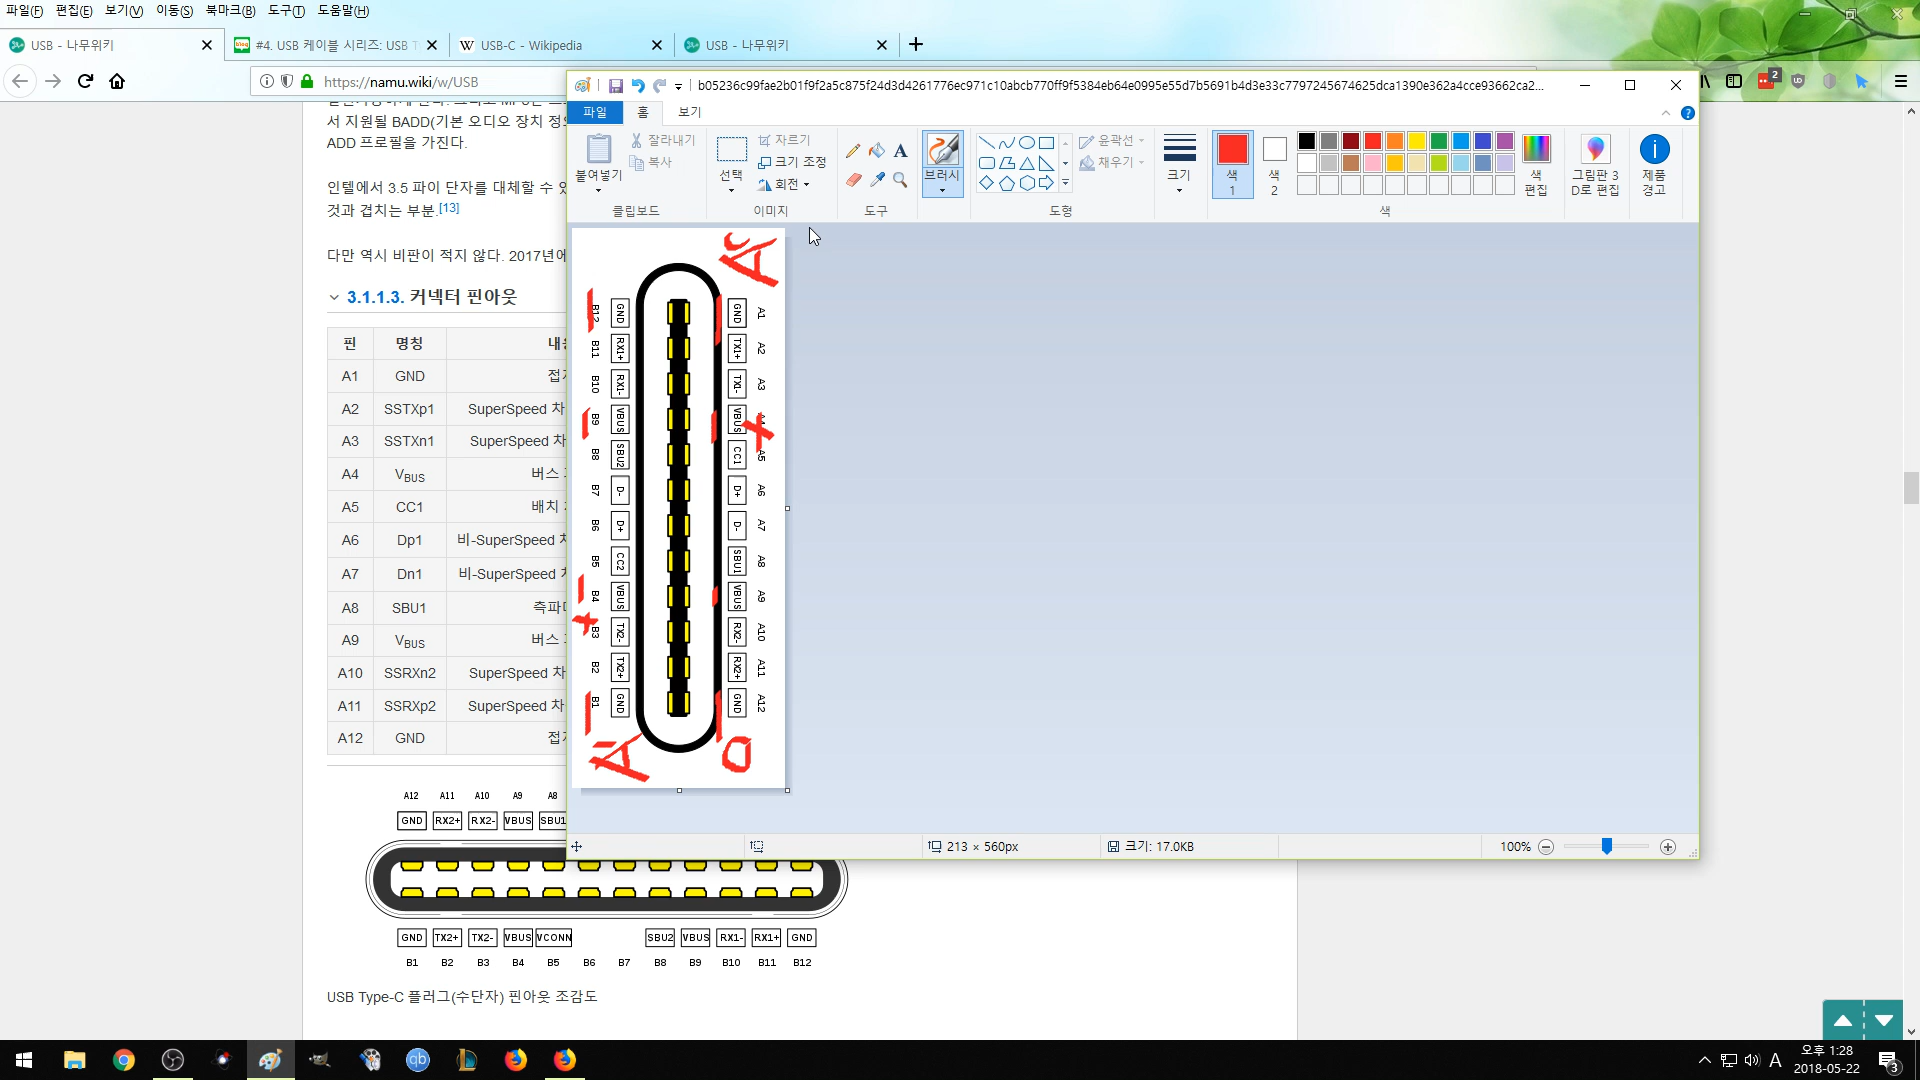 파일(F) 편집(E) 보기(V) 이동(S) 북마크(B) 도구(T) 도움말(H)
USB - 나무위키
#4. USB 케이블 시리즈: USB T
USB-C - Wikipedia
USB - 나무위키
https://namu.wiki/w/USB
b05236c99fae2b01f9f2a5c875f24d3d4261776ec971c10abcb770ff9f5384eb64e0995e55d7b5691b4d3e33c7797245674625dca1390e362a4cce93662ca2...
파일 홈 보기
붙여넣기
잘라내기
복사
클립보드
선택
자르기
크기 조정
회전
이미지
도구
브러시
윤곽선
채우기
도형
크기
색 1
색 2
색
색 편집
그림판 3D로 편집
제품 경고
서 지원될 BADD(기본 오디오 장치 정
ADD 프로필을 가진다.
인텔에서 3.5 파이 단자를 대체할 수 있
것과 겹치는 부분.[13]
다만 역시 비판이 적지 않다. 2017년에
3.1.1.3. 커넥터 핀아웃
핀 명칭 내
A1 GND 접
A2 SSTXp1 SuperSpeed 차
A3 SSTXn1 SuperSpeed 차
A4 VBUS 버스
A5 CC1 배치
A6 Dp1 비-SuperSpeed
A7 Dn1 비-SuperSpeed
A8 SBU1 측파
A9 VBUS 버스
A10 SSRXn2 SuperSpeed 차
A11 SSRXp2 SuperSpeed 차
A12 GND 접
B12 GND GND A1
B11 RX1+ TX1+ A2
B10 RX1- TX1- A3
B9 VBUS VBUS A4
B8 SBU2 CC1 A5
B7 D- D+ A6
B6 D+ D- A7
B5 CC2 SBU1 A8
B4 VBUS VBUS A9
B3 TX2- RX2- A10
B2 TX2+ RX2+ A11
B1 GND GND A12
213 × 560px
크기: 17.0KB
100%
A12 A11 A10 A9 A8
GND RX2+ RX2- VBUS SBU1
GND TX2+ TX2- VBUS VCONN SBU2 VBUS RX1- RX1+ GND
B1 B2 B3 B4 B5 B6 B7 B8 B9 B10 B11 B12
USB Type-C 플러그(수단자) 핀아웃 조감도
A 오후 1:28
2018-05-22
3